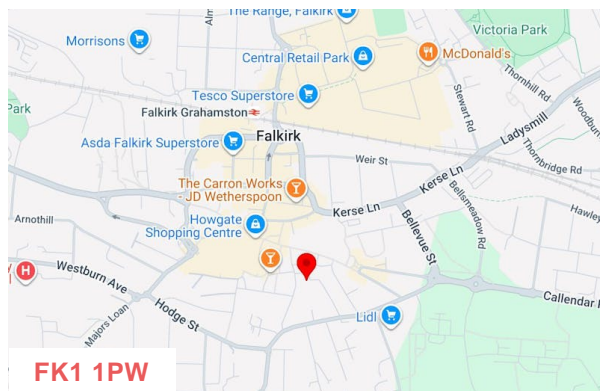 The Range, Falkirk
Victoria Park
Morrisons
Central Retail Park
McDonald's
Thornhill Rd
Tesco Superstore
Stewart Rd
Park
Falkirk Grahamston
Ladysmill
Falkirk
Asda Falkirk Superstore
Weir St
Thornbridge Rd
Kerse Ln
The Carron Works
- JD Wetherspoon
Bellsmeadow Rd
Arnothill
Howgate
Shopping Centre
Kerse Ln
Hawley
Bellevue St
H
Westburn Ave
Callendar
Majors Loan
Hodge St
Lidl
FK1 1PW